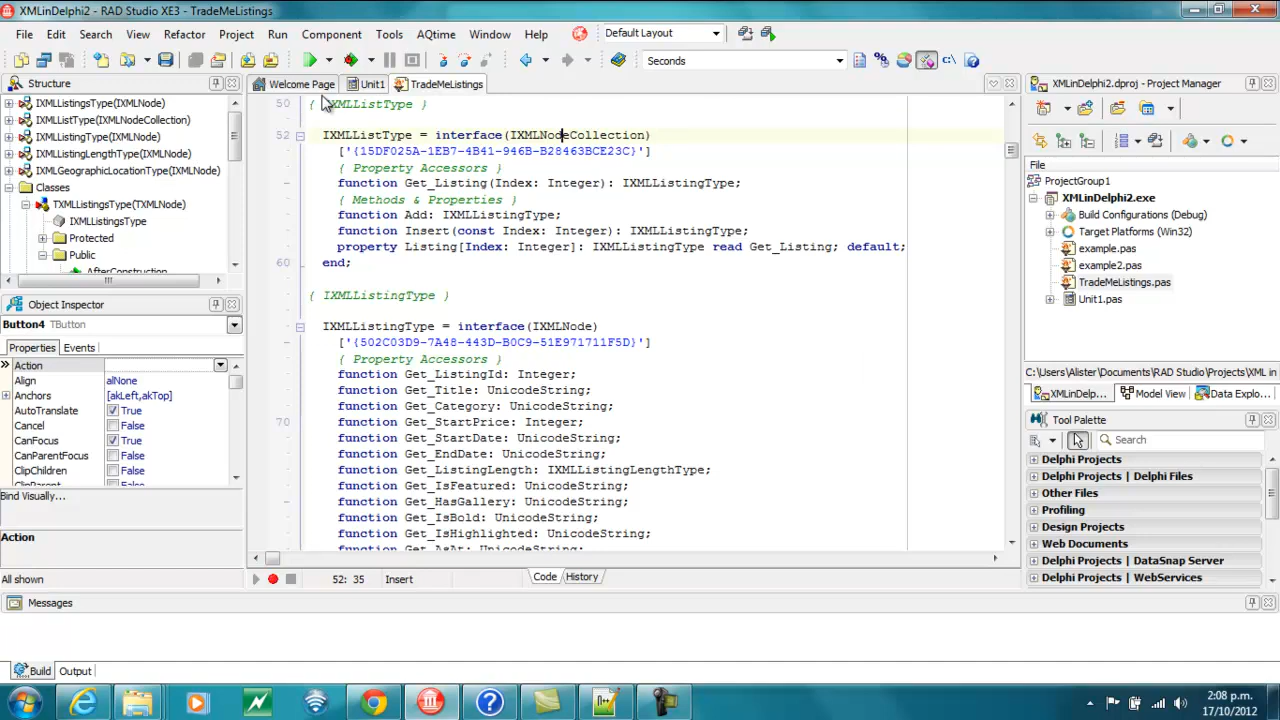 XMLinDelphi2 - RAD Studio XE3 - TradeMeListings
File Edit Search View Refactor Project Run Component Tools AQtime Window Help
Default Layout
Seconds
Structure
IXMLListingsType(IXMLNode)
IXMLListType(IXMLNodeCollection)
IXMLListingType(IXMLNode)
IXMLListingLengthType(IXMLNode)
IXMLGeographicLocationType(IXMLNode)
Classes
TXMLListingsType(TXMLNode)
IXMLListingsType
Protected
Public
AfterConstruction
Object Inspector
Button4 TButton
Properties Events
Action
Align alNone
Anchors [akLeft,akTop]
AutoTranslate True
Cancel False
CanFocus True
CanParentFocus False
ClipChildren False
Bind Visually...
Action
All shown
Welcome Page Unit1 TradeMeListings
50 { IXMLListType }
52 IXMLListType = interface(IXMLNodeCollection)
['{15DF025A-1EB7-4B41-946B-B28463BCE23C}']
{ Property Accessors }
function Get_Listing(Index: Integer): IXMLListingType;
{ Methods & Properties }
function Add: IXMLListingType;
function Insert(const Index: Integer): IXMLListingType;
property Listing[Index: Integer]: IXMLListingType read Get_Listing; default;
60 end;
{ IXMLListingType }
IXMLListingType = interface(IXMLNode)
['{502C03D9-7A48-443D-B0C9-51E971711F5D}']
{ Property Accessors }
function Get_ListingId: Integer;
function Get_Title: UnicodeString;
function Get_Category: UnicodeString;
70 function Get_StartPrice: Integer;
function Get_StartDate: UnicodeString;
function Get_EndDate: UnicodeString;
function Get_ListingLength: IXMLListingLengthType;
function Get_IsFeatured: UnicodeString;
function Get_HasGallery: UnicodeString;
function Get_IsBold: UnicodeString;
function Get_IsHighlighted: UnicodeString;
function Get_AsAt: UnicodeString;
52: 35 Insert Code History
XMLinDelphi2.dproj - Project Manager
File
ProjectGroup1
XMLinDelphi2.exe
Build Configurations (Debug)
Target Platforms (Win32)
example.pas
example2.pas
TradeMeListings.pas
Unit1.pas
C:\Users\Alister\Documents\RAD Studio\Projects\XML in
XMLinDelp... Model View Data Explo...
Tool Palette
Search
Delphi Projects
Delphi Projects | Delphi Files
Other Files
Profiling
Design Projects
Web Documents
Delphi Projects | DataSnap Server
Delphi Projects | WebServices
Messages
Build Output
2:08 p.m.
17/10/2012